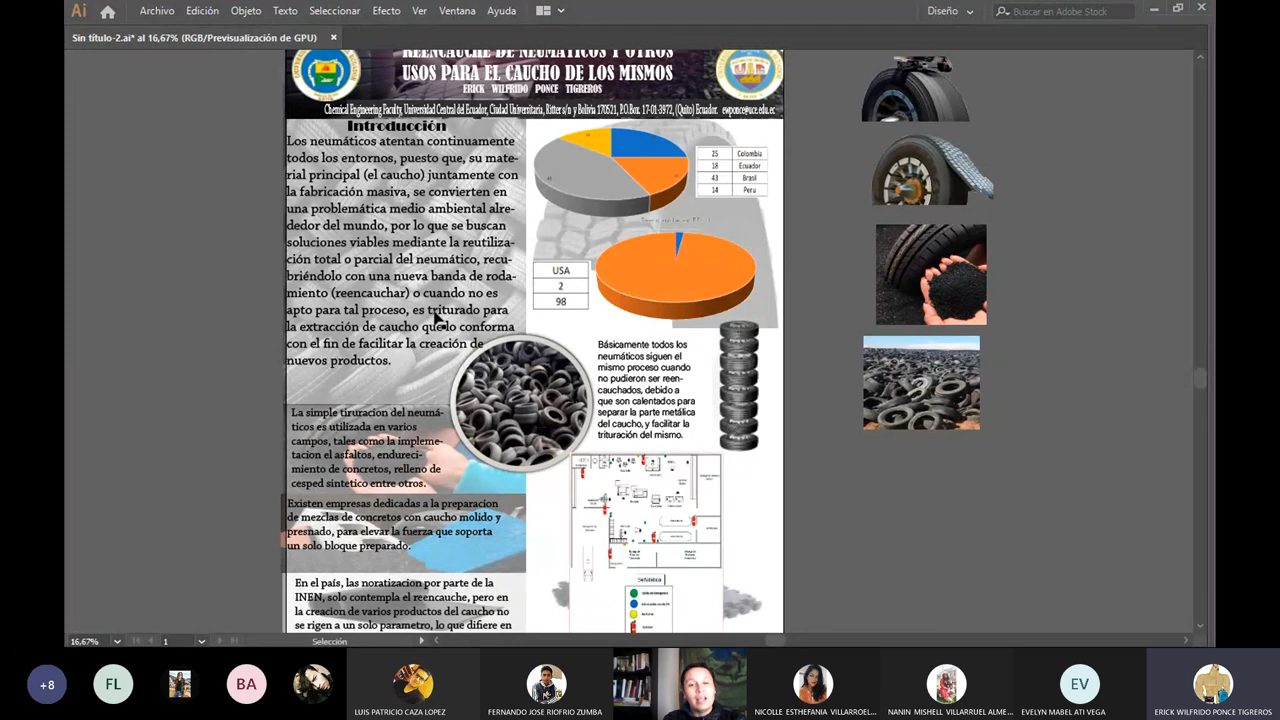 Ai
Archivo Edición Objeto Texto Seleccionar Efecto Ver Ventana Ayuda
Diseño
Buscar en Adobe Stock
Sin título-2.ai* al 16,67% (RGB/Previsualización de GPU) ×
REENCAUCHE DE NEUMATICOS Y OTROS
USOS PARA EL CAUCHO DE LOS MISMOS
ERICK WILFRIDO PONCE TIGREROS
Chemical Engineering Faculty, Universidad Central del Ecuador, Ciudad Universitaria, Ritter s/n y Bolivia 170521, P.O.Box. 17-01-3972, (Quito) Ecuador. ewponce@uce.edu.ec
Introducción
Los neumáticos atentan continuamente
todos los entornos, puesto que, su mate-
rial principal (el caucho) juntamente con
la fabricación masiva, se convierten en
una problemática medio ambiental alre-
dedor del mundo, por lo que se buscan
soluciones viables mediante la reutiliza-
ción total o parcial del neumático, recu-
briéndolo con una nueva banda de roda-
miento (reencauchar) o cuando no es
apto para tal proceso, es triturado para
la extracción de caucho que lo conforma
con el fin de facilitar la creación de
nuevos productos.
25 Colombia
18 Ecuador
43 Brasil
14 Peru
USA
2
98
Básicamente todos los
neumáticos siguen el
mismo proceso cuando
no pudieron ser reen-
cauchados, debido a
que son calentados para
separar la parte metálica
del caucho, y facilitar la
trituración del mismo.
La simple tiruracion del neumá-
ticos es utilizada en varios
campos, tales como la impleme-
tacion el asfaltos, endureci-
miento de concretos, relleno de
cesped sintetico entre otros.
Existen empresas dedicadas a la preparacion
de mezclas de concretos con caucho molido y
presnado, para elevar la fuerza que soporta
un solo bloque preparado.
En el país, las noratizacion por parte de la
INEN, solo contempla el reencauche, pero en
la creacion de varios productos del caucho no
se rigen a un solo parametro, lo que difiere en
Señalética
16,67% 1 Selección
+8
FL
BA
LUIS PATRICIO CAZA LOPEZ
FERNANDO JOSE RIOFRIO ZUMBA
NICOLLE ESTHEFANIA VILLARROEL...
NANIN MISHELL VILLARRUEL ALME...
EV
EVELYN MABEL ATI VEGA
ERICK WILFRIDO PONCE TIGREROS